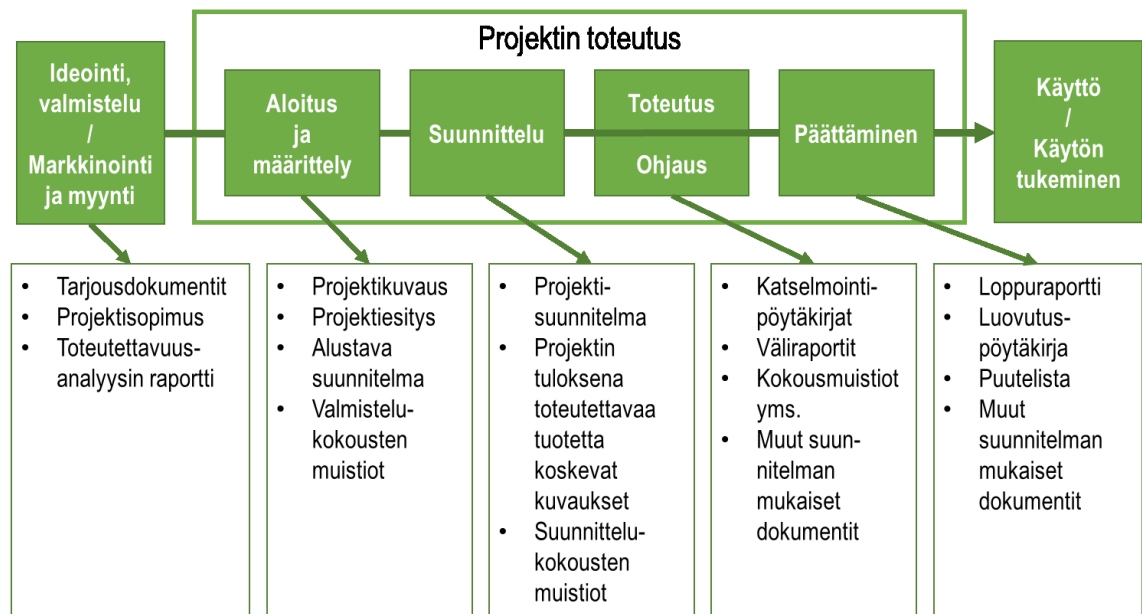 Projektin toteutus
Ideointi,
valmistelu
/
Markkinointi
ja myynti
Aloitus
ja
määrittely
Suunnittelu
Toteutus
Ohjaus
Päättäminen
Käyttö
/
Käytön
tukeminen
• Tarjousdokumentit
• Projektisopimus
• Toteutettavuus-
analyysin raportti
• Projektikuvaus
• Projektiesitys
• Alustava
suunnitelma
• Valmistelu-
kokousten
muistiot
• Projekti-
suunnitelma
• Projektin
tuloksena
toteutettavaa
tuotetta
koskevat
kuvaukset
• Suunnittelu-
kokousten
muistiot
• Katselmointi-
pöytäkirjat
• Väliraportit
• Kokousmuistiot
yms.
• Muut suun-
nitelman
mukaiset
dokumentit
• Loppuraportti
• Luovutus-
pöytäkirja
• Puutelista
• Muut
suunnitelman
mukaiset
dokumentit